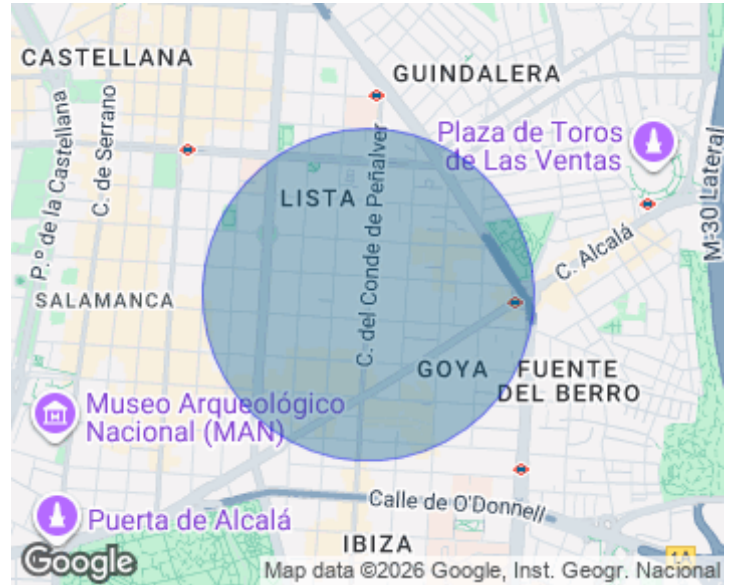 CASTELLANA
GUINDALERA
Plaza de Toros
de Las Ventas
P.º de la Castellana
C. de Serrano
LISTA
C. del Conde de Peñalver
C. Alcalá
M-30 Lateral
SALAMANCA
GOYA
FUENTE
DEL BERRO
Museo Arqueológico
Nacional (MAN)
Calle de O'Donnell
Puerta de Alcalá
IBIZA
Google
Map data ©2026 Google, Inst. Geogr. Nacional